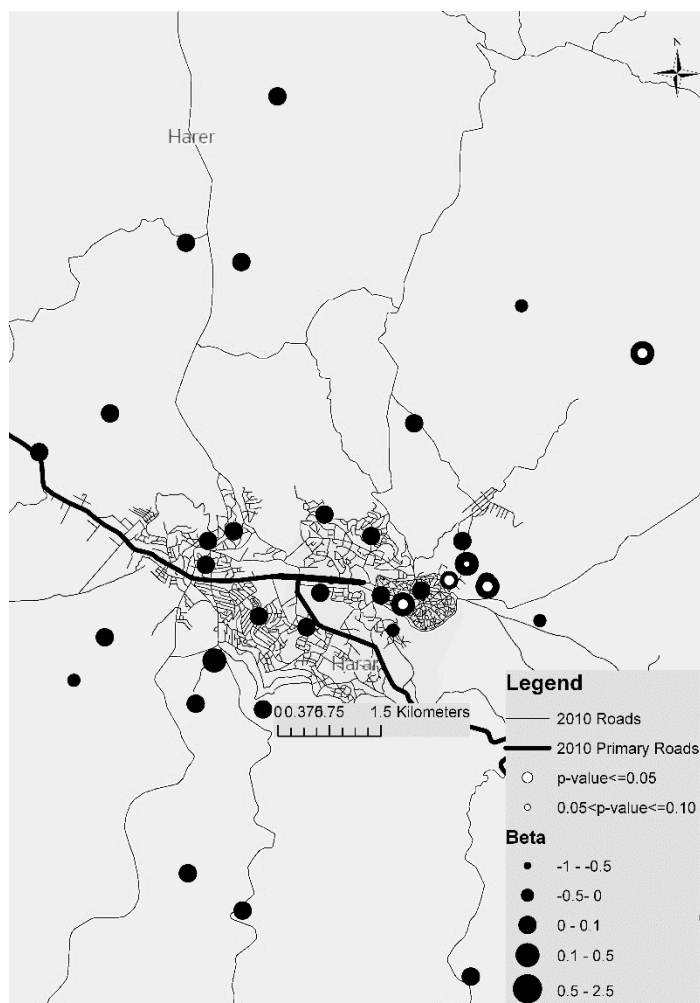 N
Harer
Harar
0 0.375 0.75 1.5 Kilometers
Legend
2010 Roads
2010 Primary Roads
p-value<=0.05
0.05<p-value<=0.10
Beta
-1 - -0.5
-0.5- 0
0 - 0.1
0.1 - 0.5
0.5 - 2.5